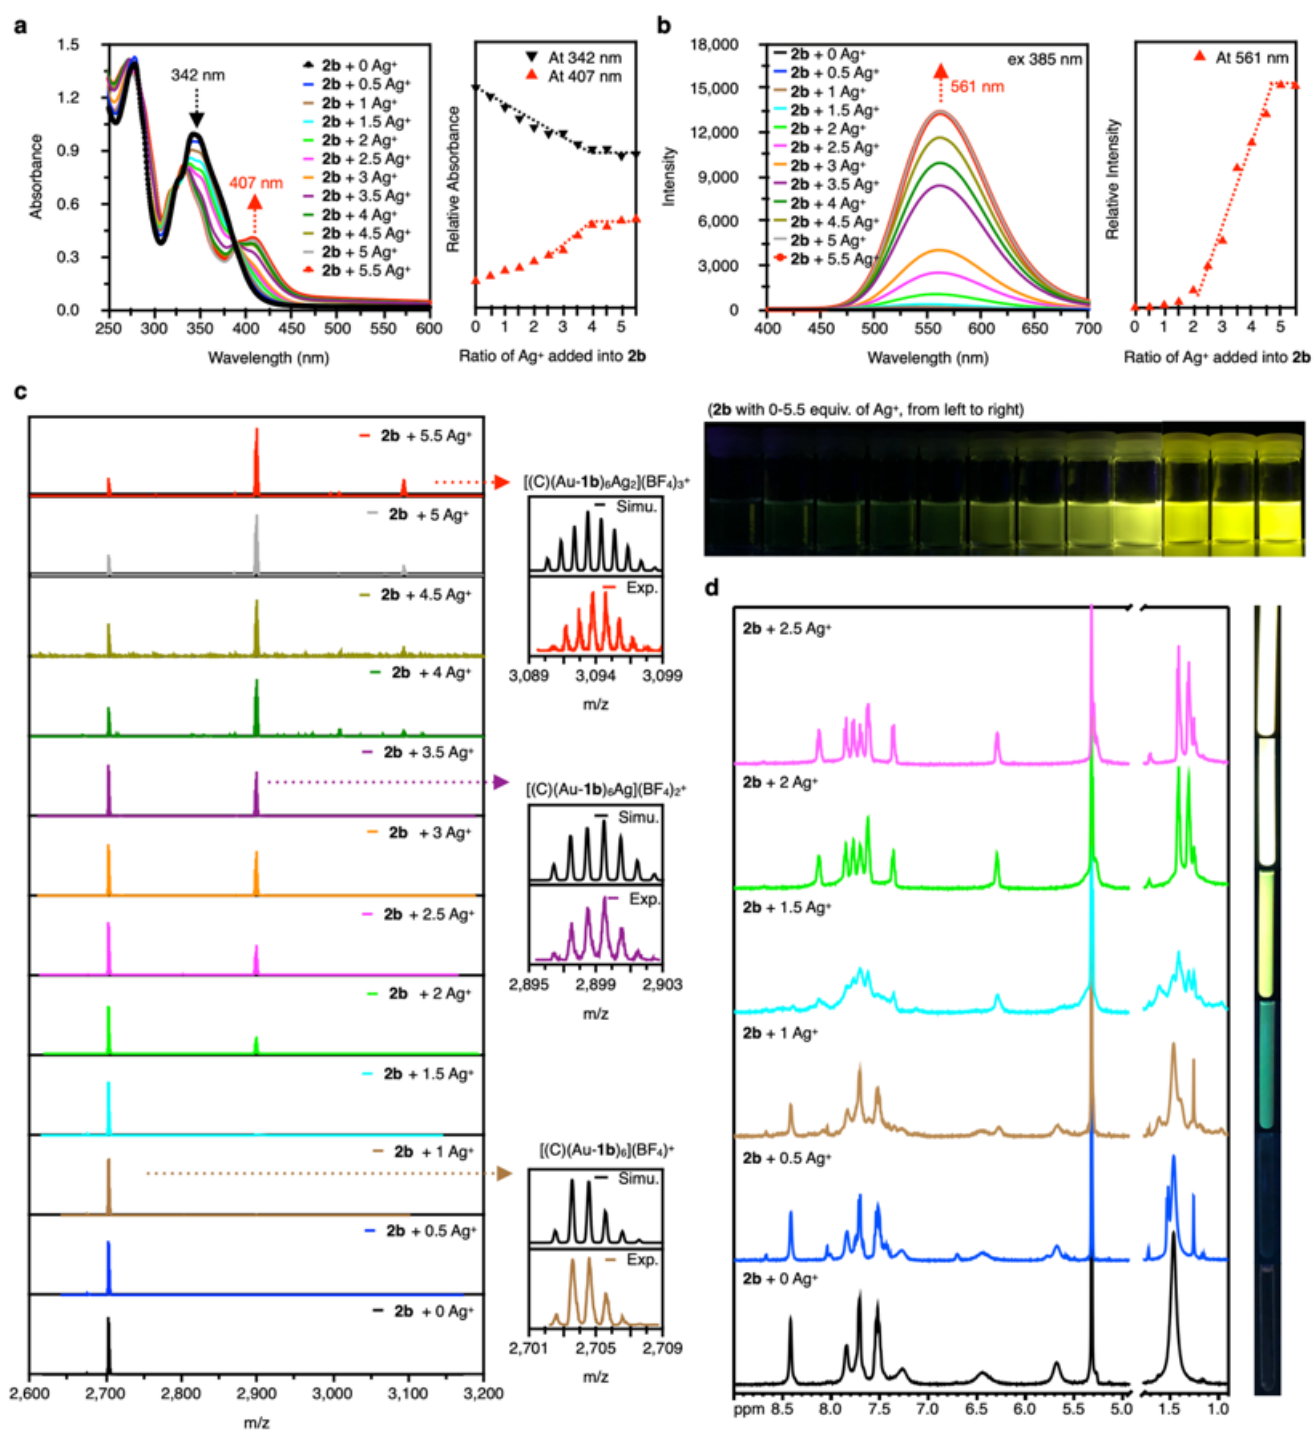 a
1.5
1.2
0.9
0.6
0.3
0.0
Absorbance
342 nm
407 nm
2b + 0 Ag⁺
2b + 0.5 Ag⁺
2b + 1 Ag⁺
2b + 1.5 Ag⁺
2b + 2 Ag⁺
2b + 2.5 Ag⁺
2b + 3 Ag⁺
2b + 3.5 Ag⁺
2b + 4 Ag⁺
2b + 4.5 Ag⁺
2b + 5 Ag⁺
2b + 5.5 Ag⁺
250 300 350 400 450 500 550 600
Wavelength (nm)
Relative Absorbance
At 342 nm
At 407 nm
0 1 2 3 4 5
Ratio of Ag⁺ added into 2b
b
18,000
15,000
12,000
9,000
6,000
3,000
0
Intensity
2b + 0 Ag⁺
2b + 0.5 Ag⁺
2b + 1 Ag⁺
2b + 1.5 Ag⁺
2b + 2 Ag⁺
2b + 2.5 Ag⁺
2b + 3 Ag⁺
2b + 3.5 Ag⁺
2b + 4 Ag⁺
2b + 4.5 Ag⁺
2b + 5 Ag⁺
2b + 5.5 Ag⁺
ex 385 nm
561 nm
400 450 500 550 600 650 700
Wavelength (nm)
Relative Intensity
At 561 nm
0 1 2 3 4 5
Ratio of Ag⁺ added into 2b
(2b with 0-5.5 equiv. of Ag⁺, from left to right)
c
2b + 5.5 Ag⁺
2b + 5 Ag⁺
2b + 4.5 Ag⁺
2b + 4 Ag⁺
2b + 3.5 Ag⁺
2b + 3 Ag⁺
2b + 2.5 Ag⁺
2b + 2 Ag⁺
2b + 1.5 Ag⁺
2b + 1 Ag⁺
2b + 0.5 Ag⁺
2b + 0 Ag⁺
2,600 2,700 2,800 2,900 3,000 3,100 3,200
m/z
[(C)(Au-1b)₆Ag₂](BF₄)₃⁺
Simu.
Exp.
3,089 3,094 3,099
m/z
[(C)(Au-1b)₆Ag](BF₄)₂⁺
Simu.
Exp.
2,895 2,899 2,903
m/z
[(C)(Au-1b)₆](BF₄)⁺
Simu.
Exp.
2,701 2,705 2,709
m/z
d
2b + 2.5 Ag⁺
2b + 2 Ag⁺
2b + 1.5 Ag⁺
2b + 1 Ag⁺
2b + 0.5 Ag⁺
2b + 0 Ag⁺
ppm 8.5 8.0 7.5 7.0 6.5 6.0 5.5 5.0 1.5 1.0